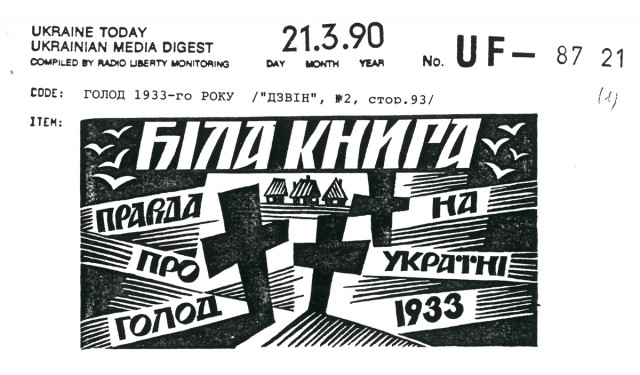 UKRAINE TODAY
UKRAINIAN MEDIA DIGEST
COMPILED BY RADIO LIBERTY MONITORING
21.3.90
DAY MONTH YEAR
No. UF— 87 21
CODE: ГОЛОД 1933-го РОКУ /"ДЗВІН", №2, стор.93/
(1)
ITEM:
БІЛА КНИГА
ПРАВДА
ПРО
ГОЛОД
НА
УКРАЇНІ
1933